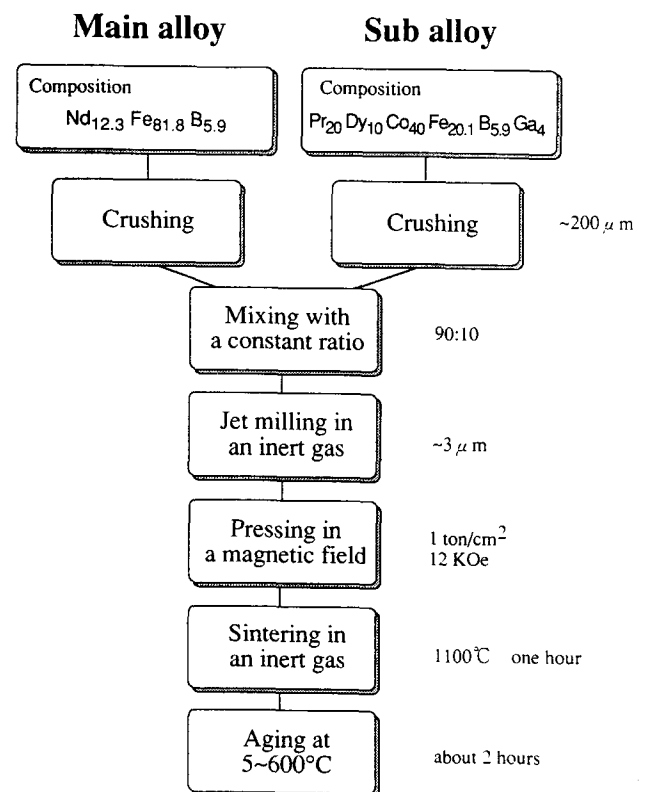 Main alloy
Sub alloy
Composition
Nd12.3 Fe81.8 B5.9
Composition
Pr20 Dy10 Co40 Fe20.1 B5.9 Ga4
Crushing
Crushing
~200 μ m
Mixing with
a constant ratio
90:10
Jet milling in
an inert gas
~3 μ m
Pressing in
a magnetic field
1 ton/cm2
12 KOe
Sintering in
an inert gas
1100℃ one hour
Aging at
5~600°C
about 2 hours